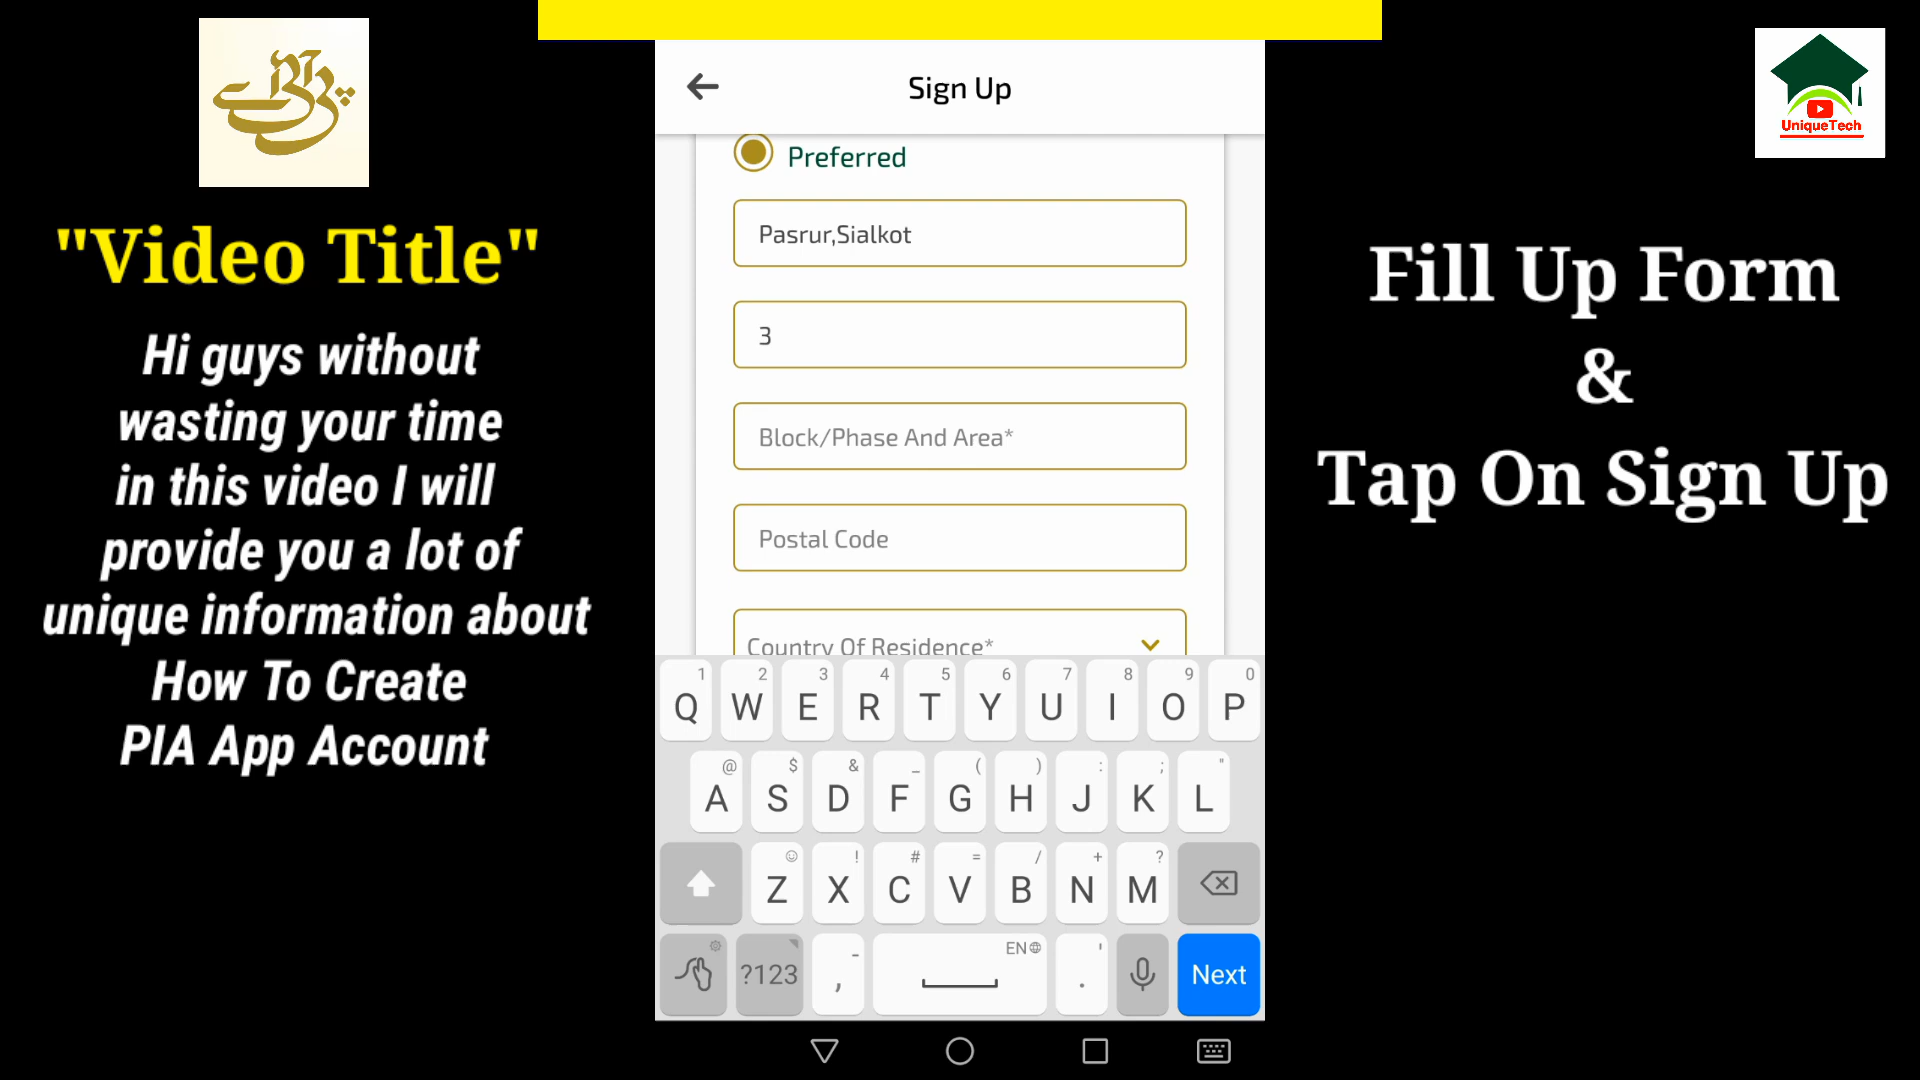 پی آئی اے
"Video Title"
Hi guys without
wasting your time
in this video I will
provide you a lot of
unique information about
How To Create
PIA App Account
Sign Up
Preferred
Pasrur,Sialkot
3
Block/Phase And Area*
Postal Code
Country Of Residence*
1 2 3 4 5 6 7 8 9 0
Q W E R T Y U I O P
@ $ & _ ( ) : ; "
A S D F G H J K L
! # = / + ?
Z X C V B N M
- EN '
?123 , . Next
UniqueTech
Fill Up Form
&
Tap On Sign Up